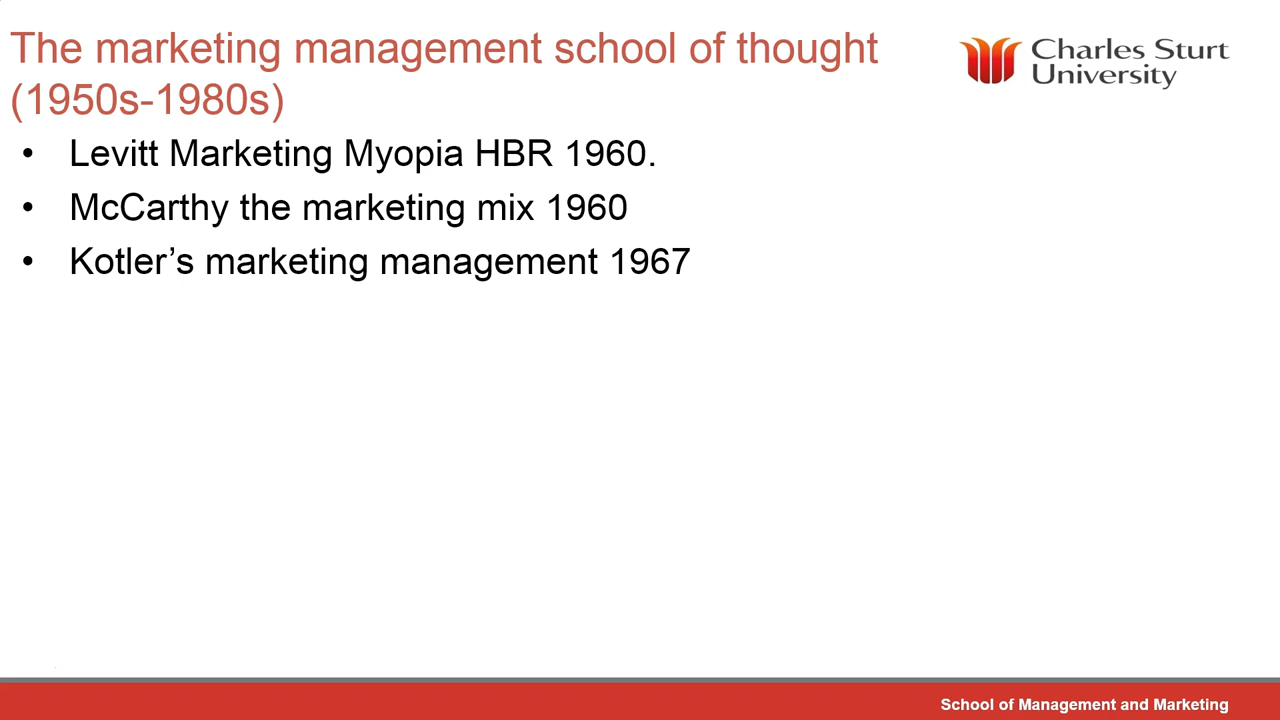 The marketing management school of thought
(1950s-1980s)
Charles Sturt
University
• Levitt Marketing Myopia HBR 1960.
• McCarthy the marketing mix 1960
• Kotler’s marketing management 1967
School of Management and Marketing